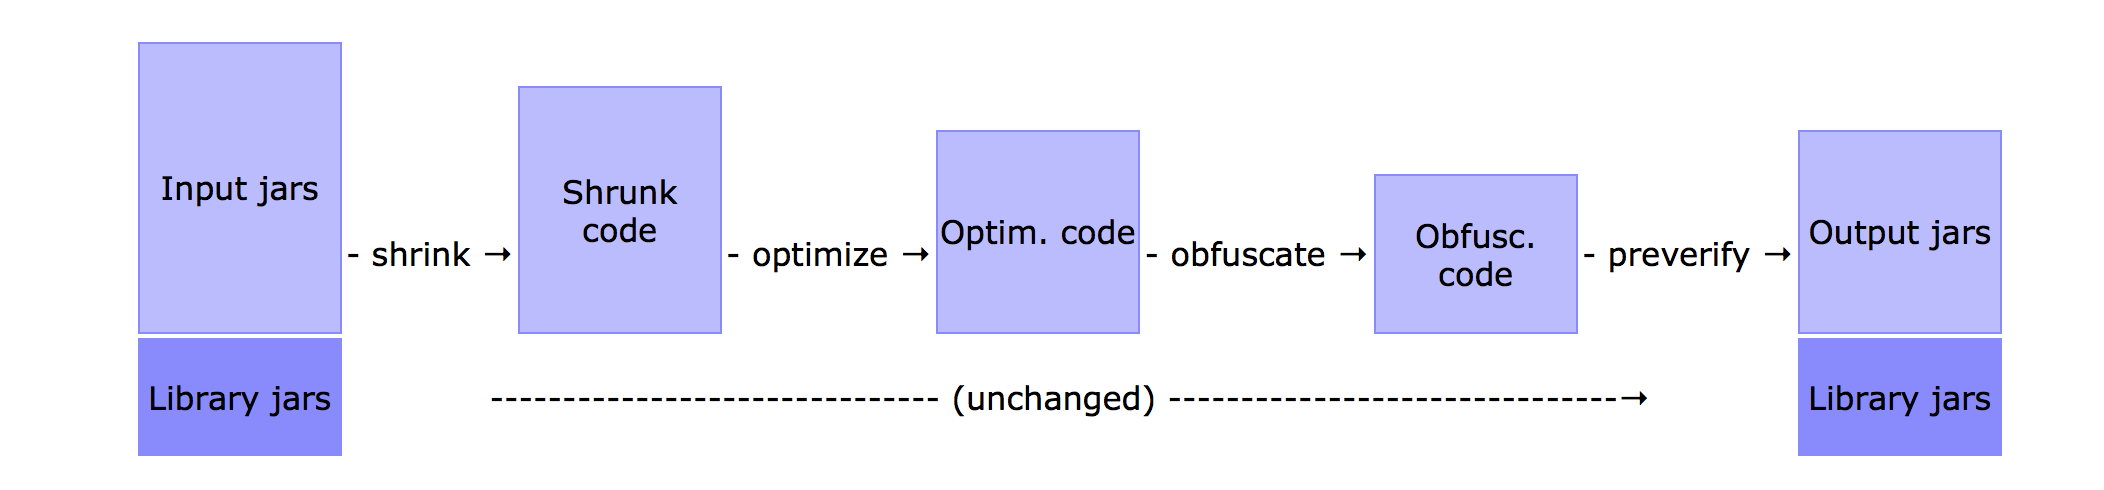 Input jars
- shrink →
Shrunk
code
- optimize →
Optim. code
- obfuscate →
Obfusc.
code
- preverify →
Output jars
Library jars
------------------------------- (unchanged) -------------------------------→
Library jars